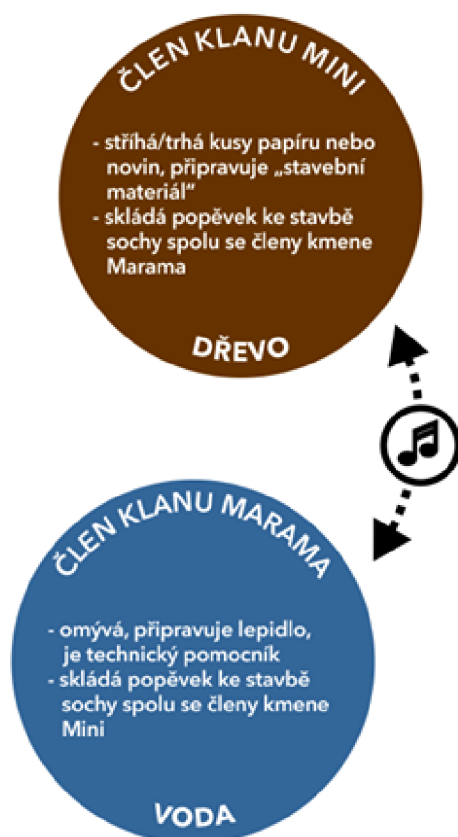 ČLEN KLANU MINI
- stříhá/trhá kusy papíru nebo
novin, připravuje „stavební
materiál“
- skládá popěvek ke stavbě
sochy spolu se členy kmene
Marama
DŘEVO
ČLEN KLANU MARAMA
- omývá, připravuje lepidlo,
je technický pomocník
- skládá popěvek ke stavbě
sochy spolu se členy kmene
Mini
VODA